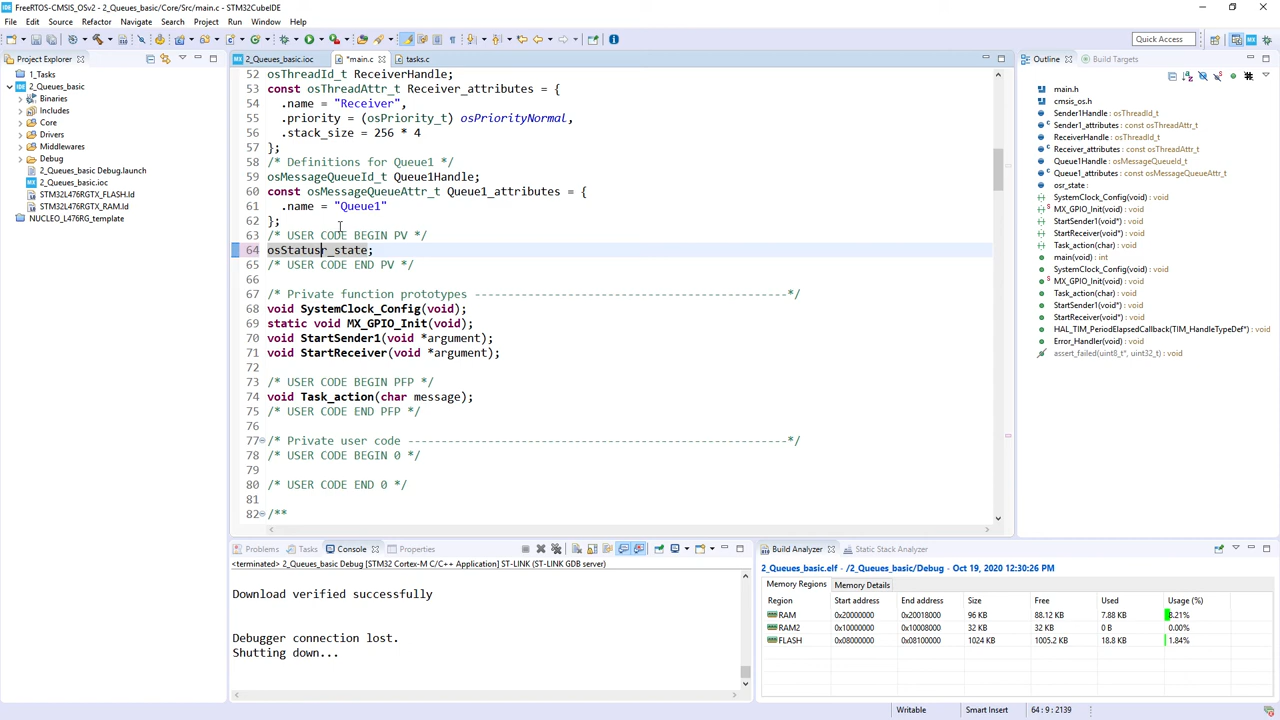 FreeRTOS-CMSIS_OSv2 - 2_Queues_basic/Core/Src/main.c - STM32CubeIDE
File Edit Source Refactor Navigate Search Project Run Window Help
Quick Access
Project Explorer
1_Tasks
2_Queues_basic
Binaries
Includes
Core
Drivers
Middlewares
Debug
2_Queues_basic Debug.launch
2_Queues_basic.ioc
STM32L476RGTX_FLASH.ld
STM32L476RGTX_RAM.ld
NUCLEO_L476RG_template
2_Queues_basic.ioc *main.c tasks.c
52 osThreadId_t ReceiverHandle;
53 const osThreadAttr_t Receiver_attributes = {
54 .name = "Receiver",
55 .priority = (osPriority_t) osPriorityNormal,
56 .stack_size = 256 * 4
57 };
58 /* Definitions for Queue1 */
59 osMessageQueueId_t Queue1Handle;
60 const osMessageQueueAttr_t Queue1_attributes = {
61 .name = "Queue1"
62 };
63 /* USER CODE BEGIN PV */
64 osStatusr_state;
65 /* USER CODE END PV */
66
67 /* Private function prototypes -----------------------------------------------*/
68 void SystemClock_Config(void);
69 static void MX_GPIO_Init(void);
70 void StartSender1(void *argument);
71 void StartReceiver(void *argument);
72
73 /* USER CODE BEGIN PFP */
74 void Task_action(char message);
75 /* USER CODE END PFP */
76
77 /* Private user code ---------------------------------------------------------*/
78 /* USER CODE BEGIN 0 */
79
80 /* USER CODE END 0 */
81
82 /**
Outline Build Targets
main.h
cmsis_os.h
Sender1Handle : osThreadId_t
Sender1_attributes : const osThreadAttr_t
ReceiverHandle : osThreadId_t
Receiver_attributes : const osThreadAttr_t
Queue1Handle : osMessageQueueId_t
Queue1_attributes : const osMessageQueueAttr_t
osr_state :
SystemClock_Config(void) : void
MX_GPIO_Init(void) : void
StartSender1(void*) : void
StartReceiver(void*) : void
Task_action(char) : void
main(void) : int
SystemClock_Config(void) : void
MX_GPIO_Init(void) : void
Task_action(char) : void
StartSender1(void*) : void
StartReceiver(void*) : void
HAL_TIM_PeriodElapsedCallback(TIM_HandleTypeDef*) : void
Error_Handler(void) : void
assert_failed(uint8_t*, uint32_t) : void
Problems Tasks Console Properties
<terminated> 2_Queues_basic Debug [STM32 Cortex-M C/C++ Application] ST-LINK (ST-LINK GDB server)
Download verified successfully
Debugger connection lost.
Shutting down...
Build Analyzer Static Stack Analyzer
2_Queues_basic.elf - /2_Queues_basic/Debug - Oct 19, 2020 12:30:26 PM
Memory Regions Memory Details
Region Start address End address Size Free Used Usage (%)
RAM 0x20000000 0x20018000 96 KB 88.12 KB 7.88 KB 8.21%
RAM2 0x10000000 0x10008000 32 KB 32 KB 0 B 0.00%
FLASH 0x08000000 0x08100000 1024 KB 1005.2 KB 18.8 KB 1.84%
Writable Smart Insert 64 : 9 : 2139